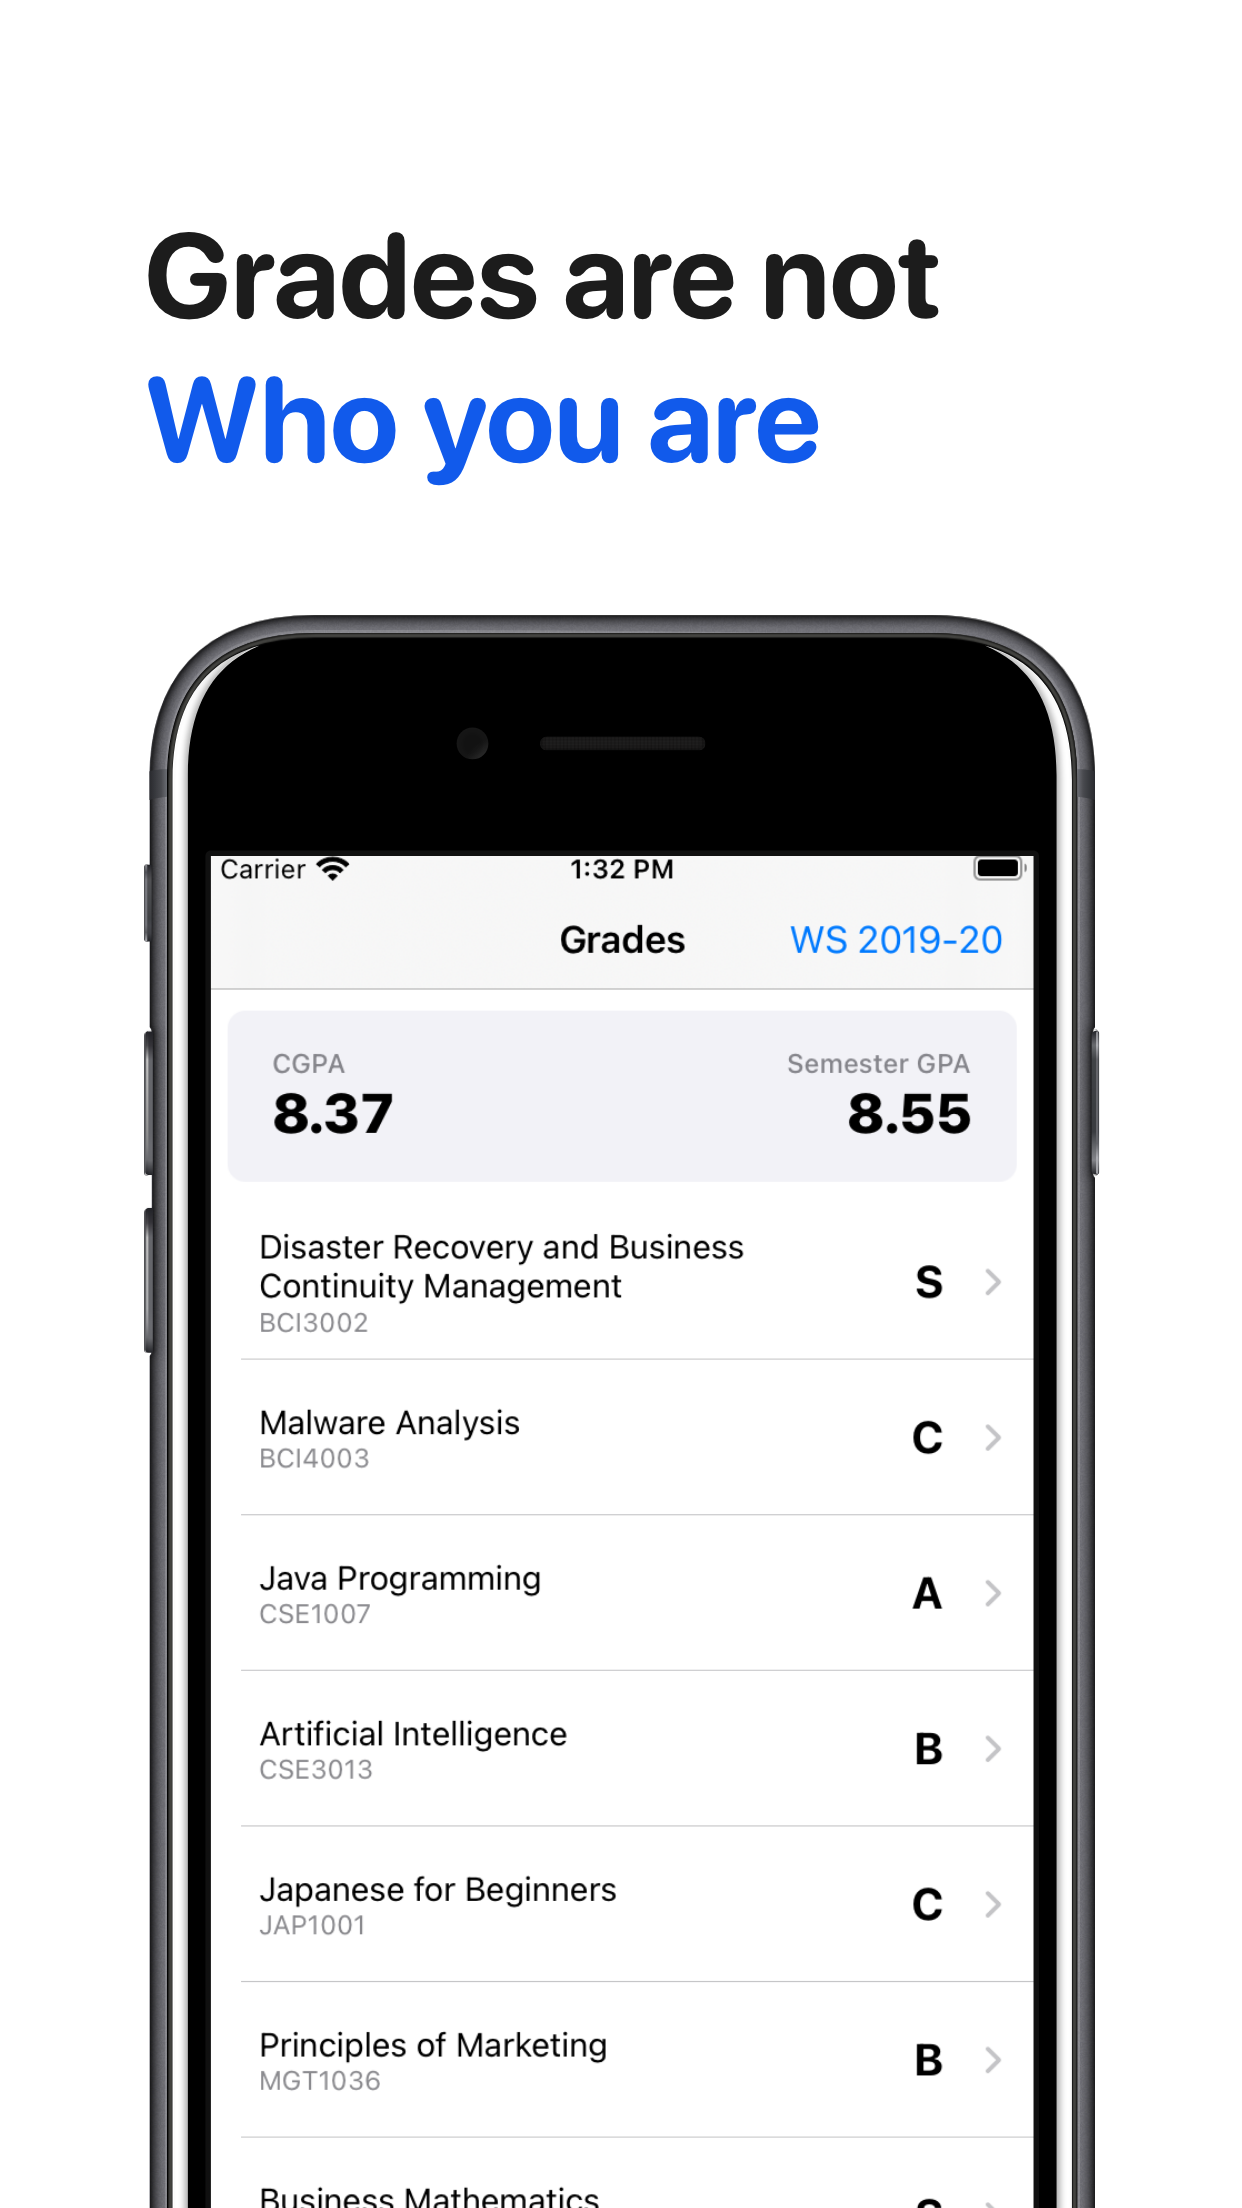 Grades are not
Who you are
Carrier
1:32 PM
Grades
WS 2019-20
CGPA
Semester GPA
8.37
8.55
Disaster Recovery and Business
Continuity Management
S
BCI3002
Malware Analysis
C
BCI4003
Java Programming
A
CSE1007
Artificial Intelligence
B
CSE3013
Japanese for Beginners
C
JAP1001
Principles of Marketing
B
MGT1036
Business Mathematics